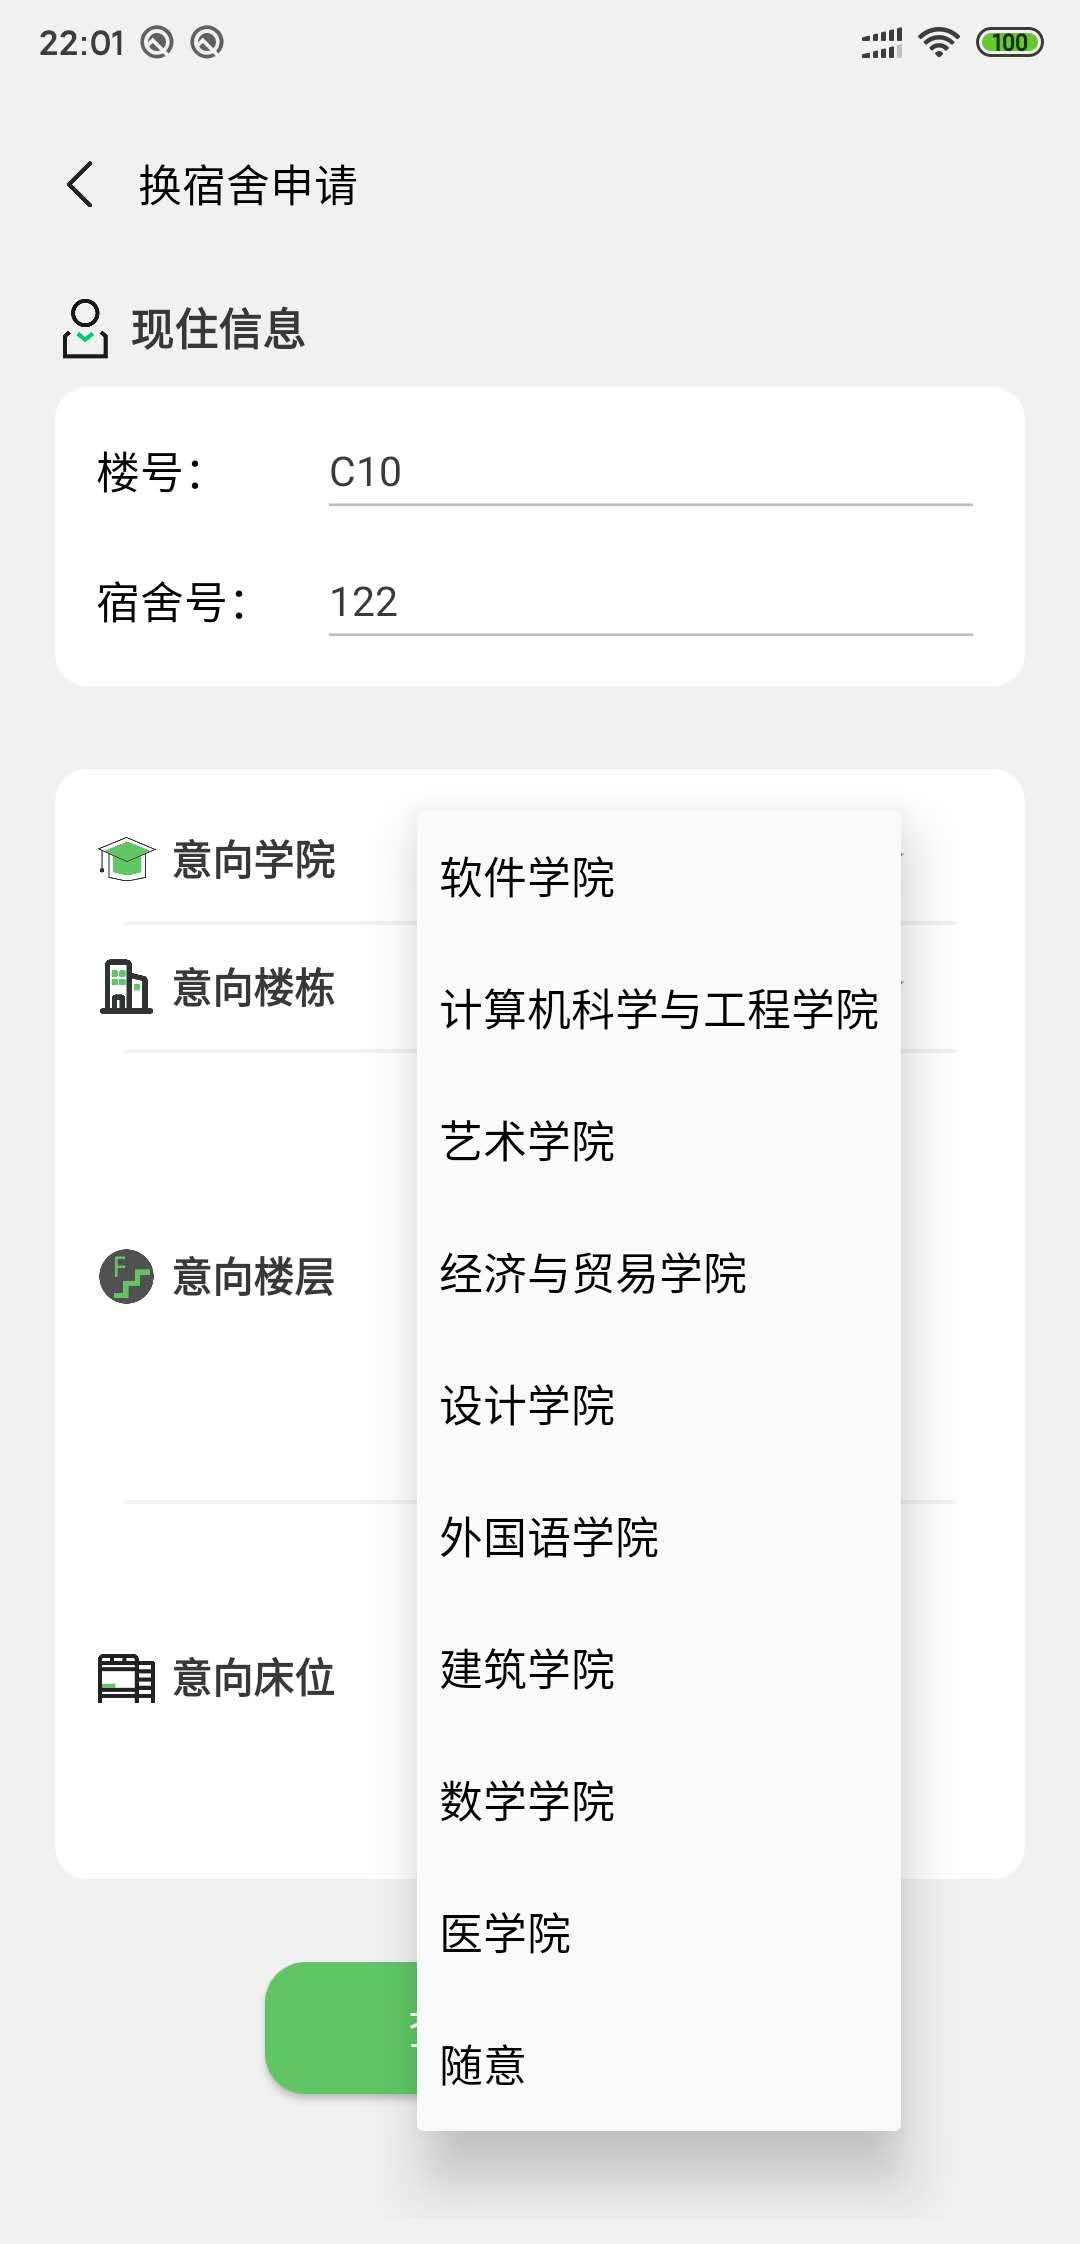 22:01
100
换宿舍申请
现住信息
楼号：
C10
宿舍号：
122
意向学院
意向楼栋
意向楼层
意向床位
软件学院
计算机科学与工程学院
艺术学院
经济与贸易学院
设计学院
外国语学院
建筑学院
数学学院
医学院
随意